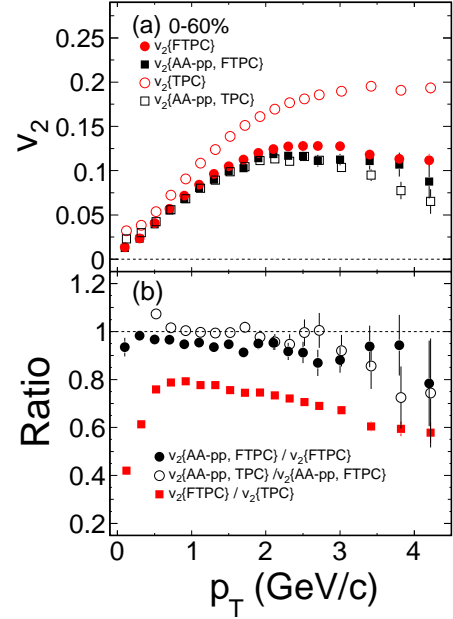 (a) 0-60%
v2{FTPC}
v2{AA-pp, FTPC}
v2{TPC}
v2{AA-pp, TPC}
0.25
0.2
0.15
0.1
0.05
0
v2
(b)
1.2
1
0.8
0.6
0.4
0.2
Ratio
v2{AA-pp, FTPC} / v2{FTPC}
v2{AA-pp, TPC} /v2{AA-pp, FTPC}
v2{FTPC} / v2{TPC}
0 1 2 3 4
pT (GeV/c)